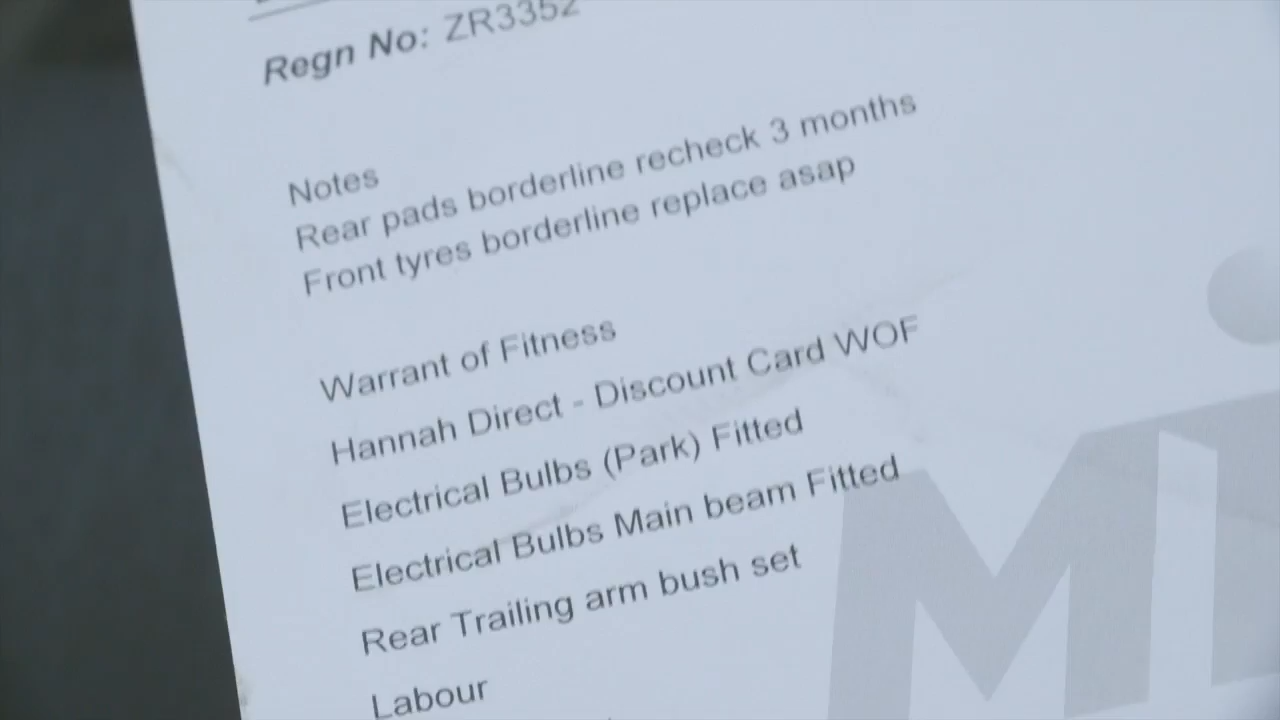 Regn No: ZR3352
Notes
Rear pads borderline recheck 3 months
Front tyres borderline replace asap
Warrant of Fitness
Hannah Direct - Discount Card WOF
Electrical Bulbs (Park) Fitted
Electrical Bulbs Main beam Fitted
Rear Trailing arm bush set
Labour